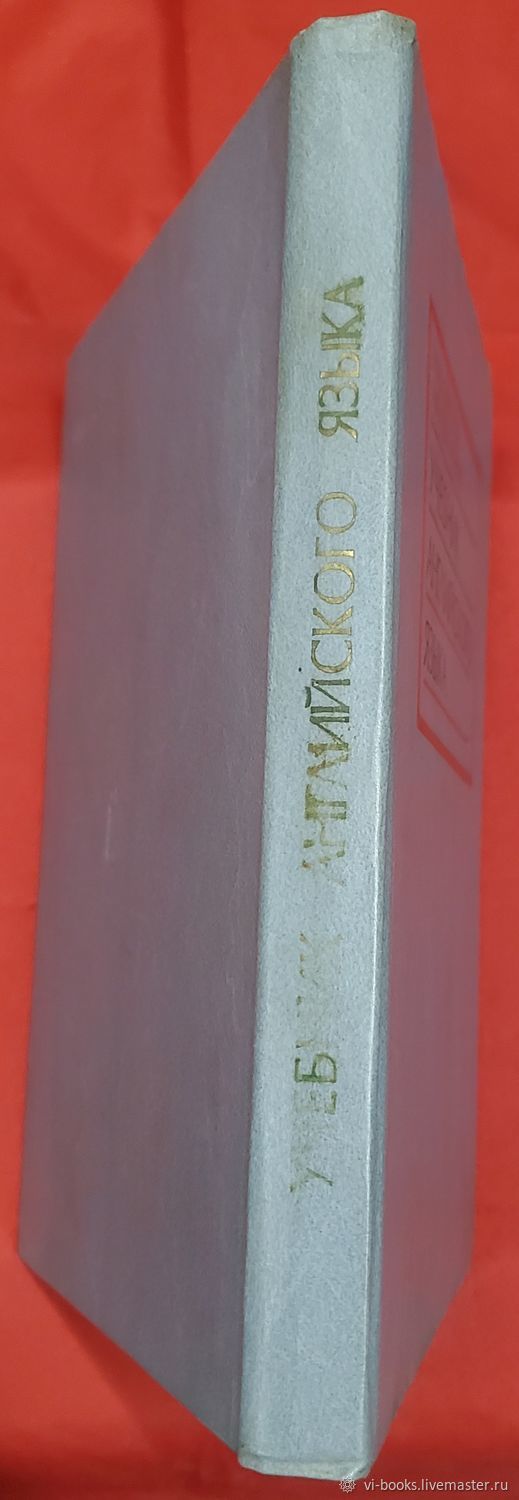 УЧЕБНИК АНГЛИЙСКОГО ЯЗЫКА
vi-books.livemaster.ru